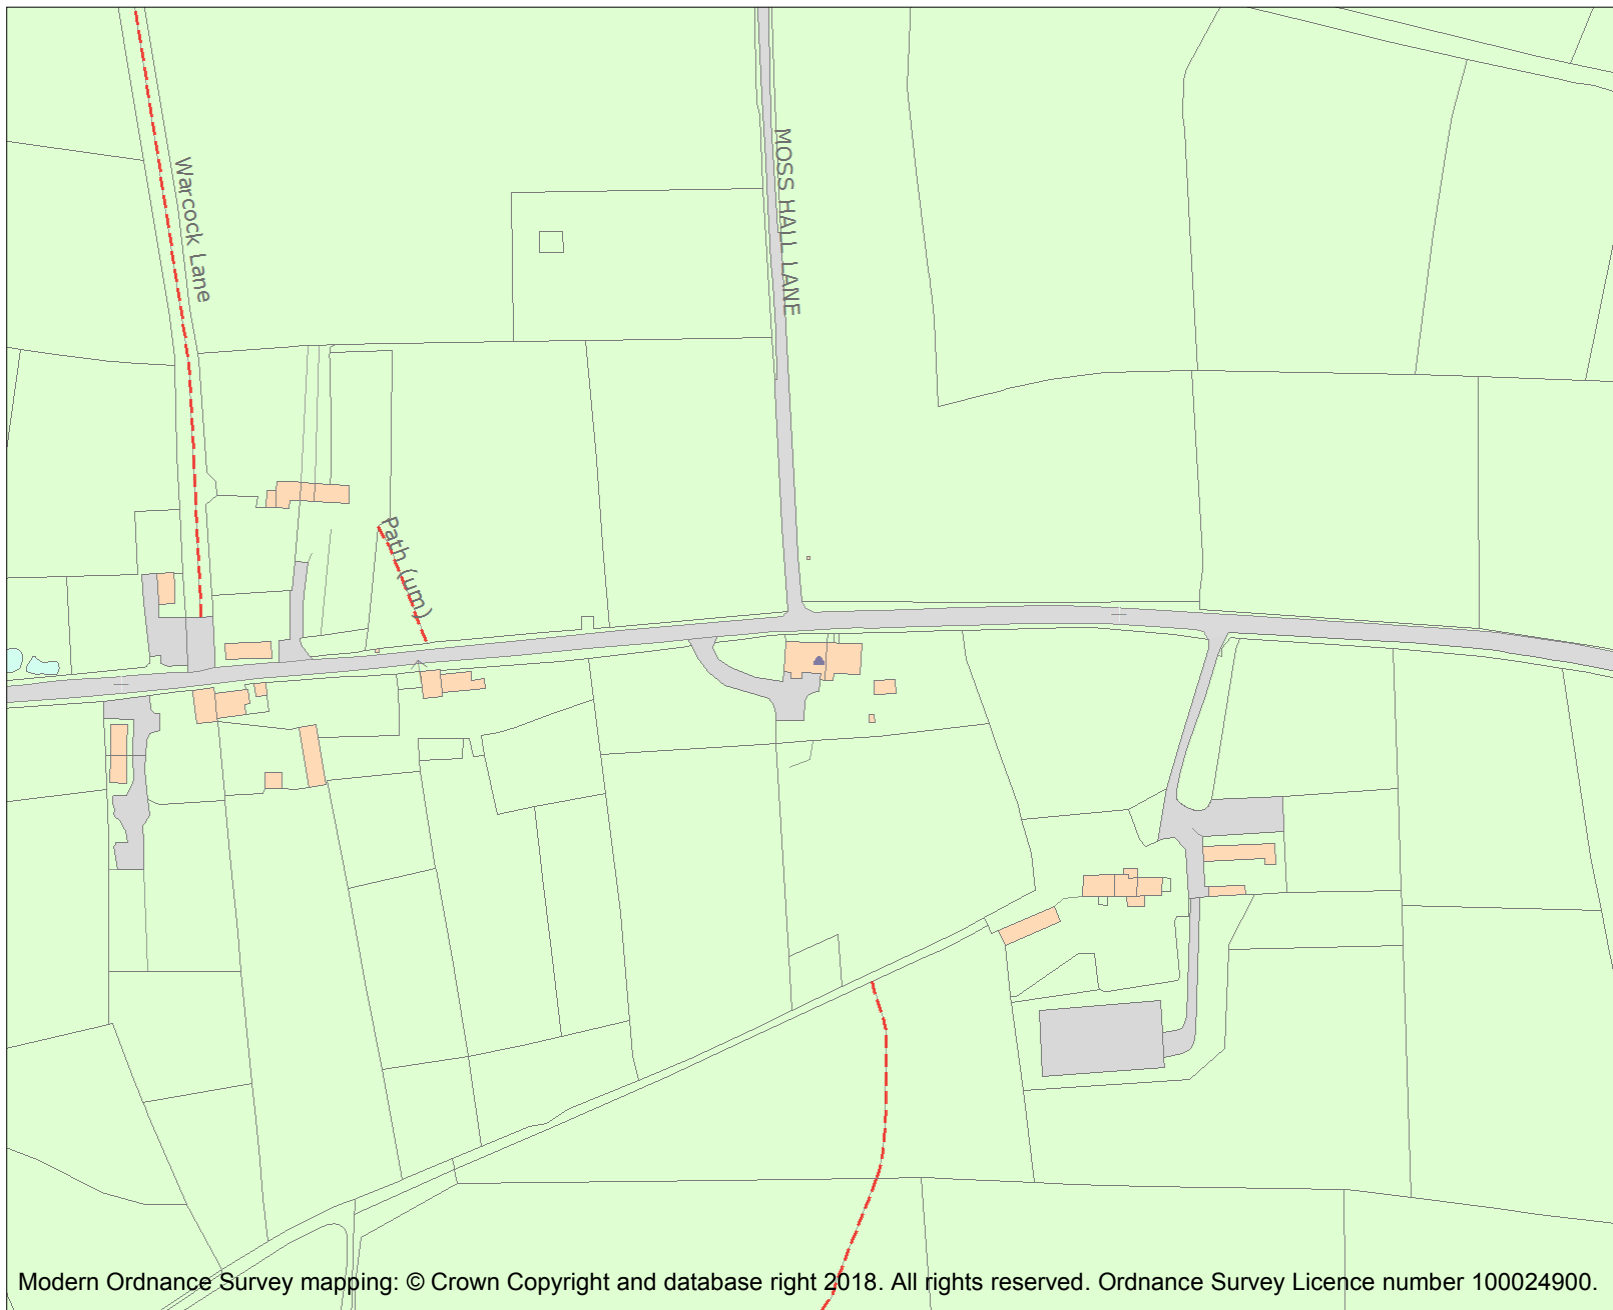 Warcock Lane
MOSS HALL LANE
Path (um)
Modern Ordnance Survey mapping: © Crown Copyright and database right 2018. All rights reserved. Ordnance Survey Licence number 100024900.